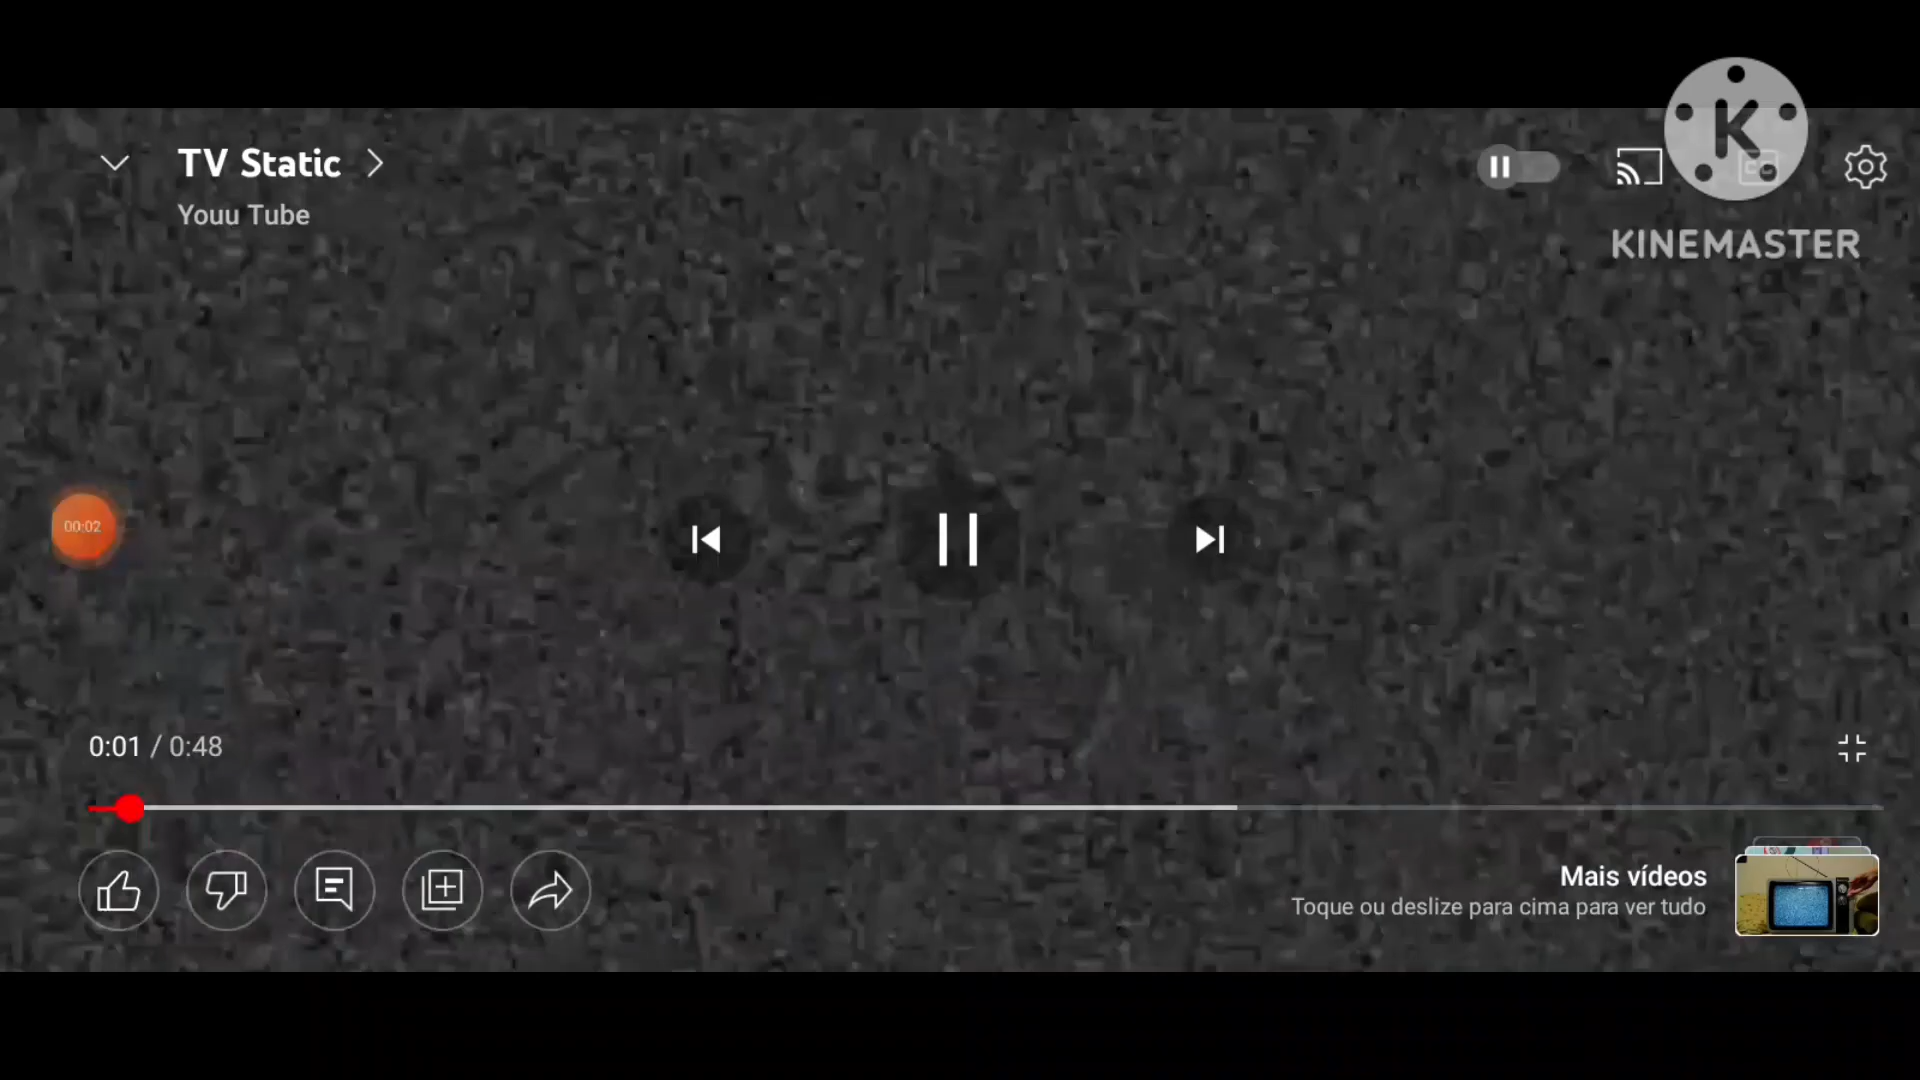 TV Static
Youu Tube
K
CC
KINEMASTER
00:02
0:01 / 0:48
Mais vídeos
Toque ou deslize para cima para ver tudo